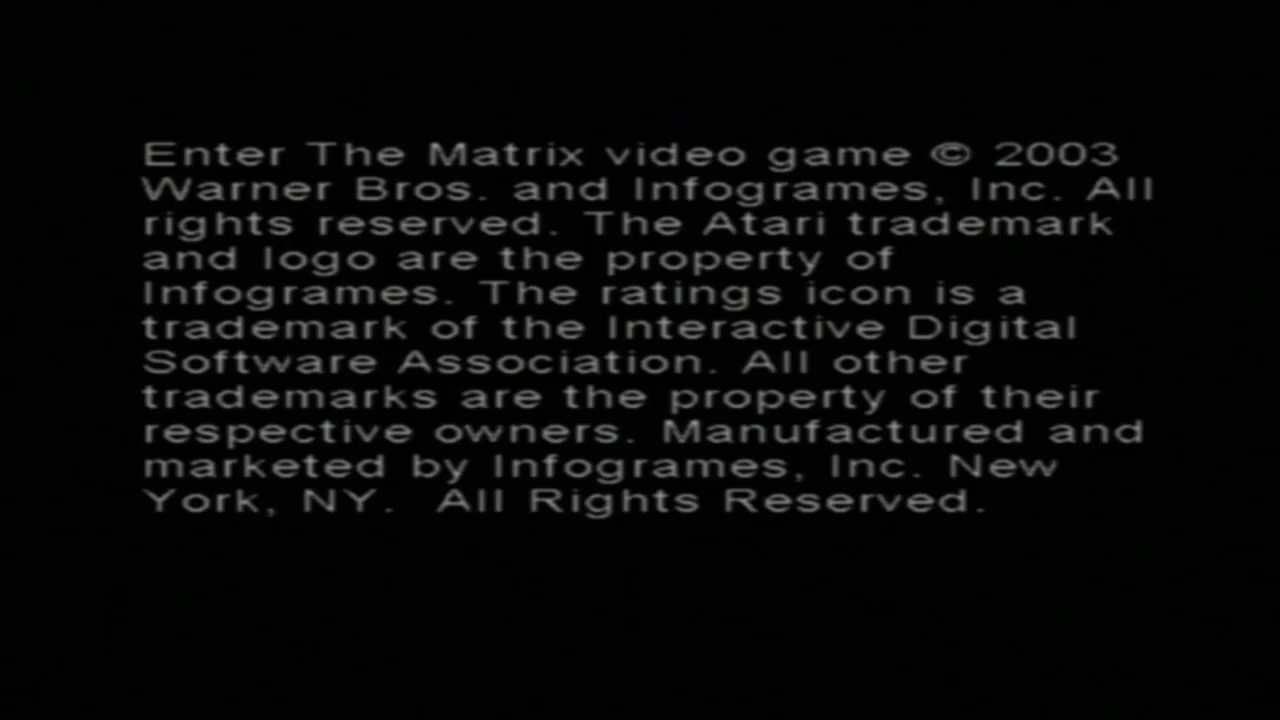 Enter The Matrix video game © 2003
Warner Bros. and Infogrames, Inc. All
rights reserved. The Atari trademark
and logo are the property of
Infogrames. The ratings icon is a
trademark of the Interactive Digital
Software Association. All other
trademarks are the property of their
respective owners. Manufactured and
marketed by Infogrames, Inc. New
York, NY.  All Rights Reserved.